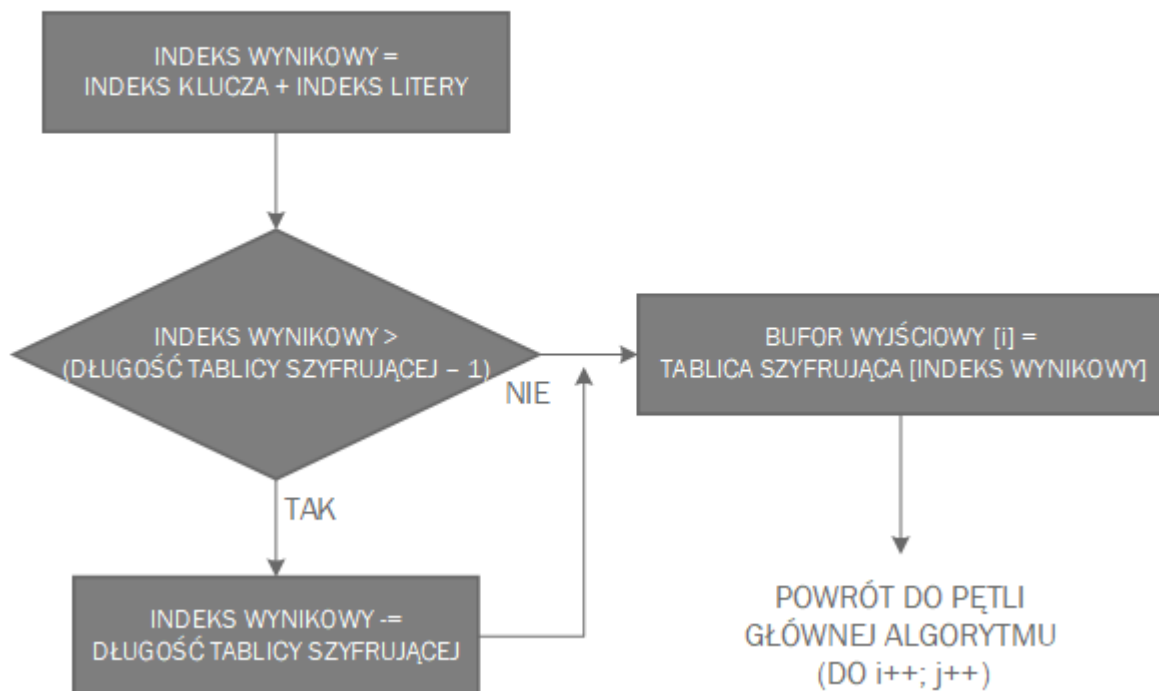 INDEKS WYNIKOWY =
INDEKS KLUCZA + INDEKS LITERY
INDEKS WYNIKOWY >
(DŁUGOŚĆ TABLICY SZYFRUJĄCEJ – 1)
NIE
TAK
INDEKS WYNIKOWY -=
DŁUGOŚĆ TABLICY SZYFRUJĄCEJ
BUFOR WYJŚCIOWY [i] =
TABLICA SZYFRUJĄCA [INDEKS WYNIKOWY]
POWRÓT DO PĘTLI
GŁÓWNEJ ALGORYTMU
(DO i++; j++)